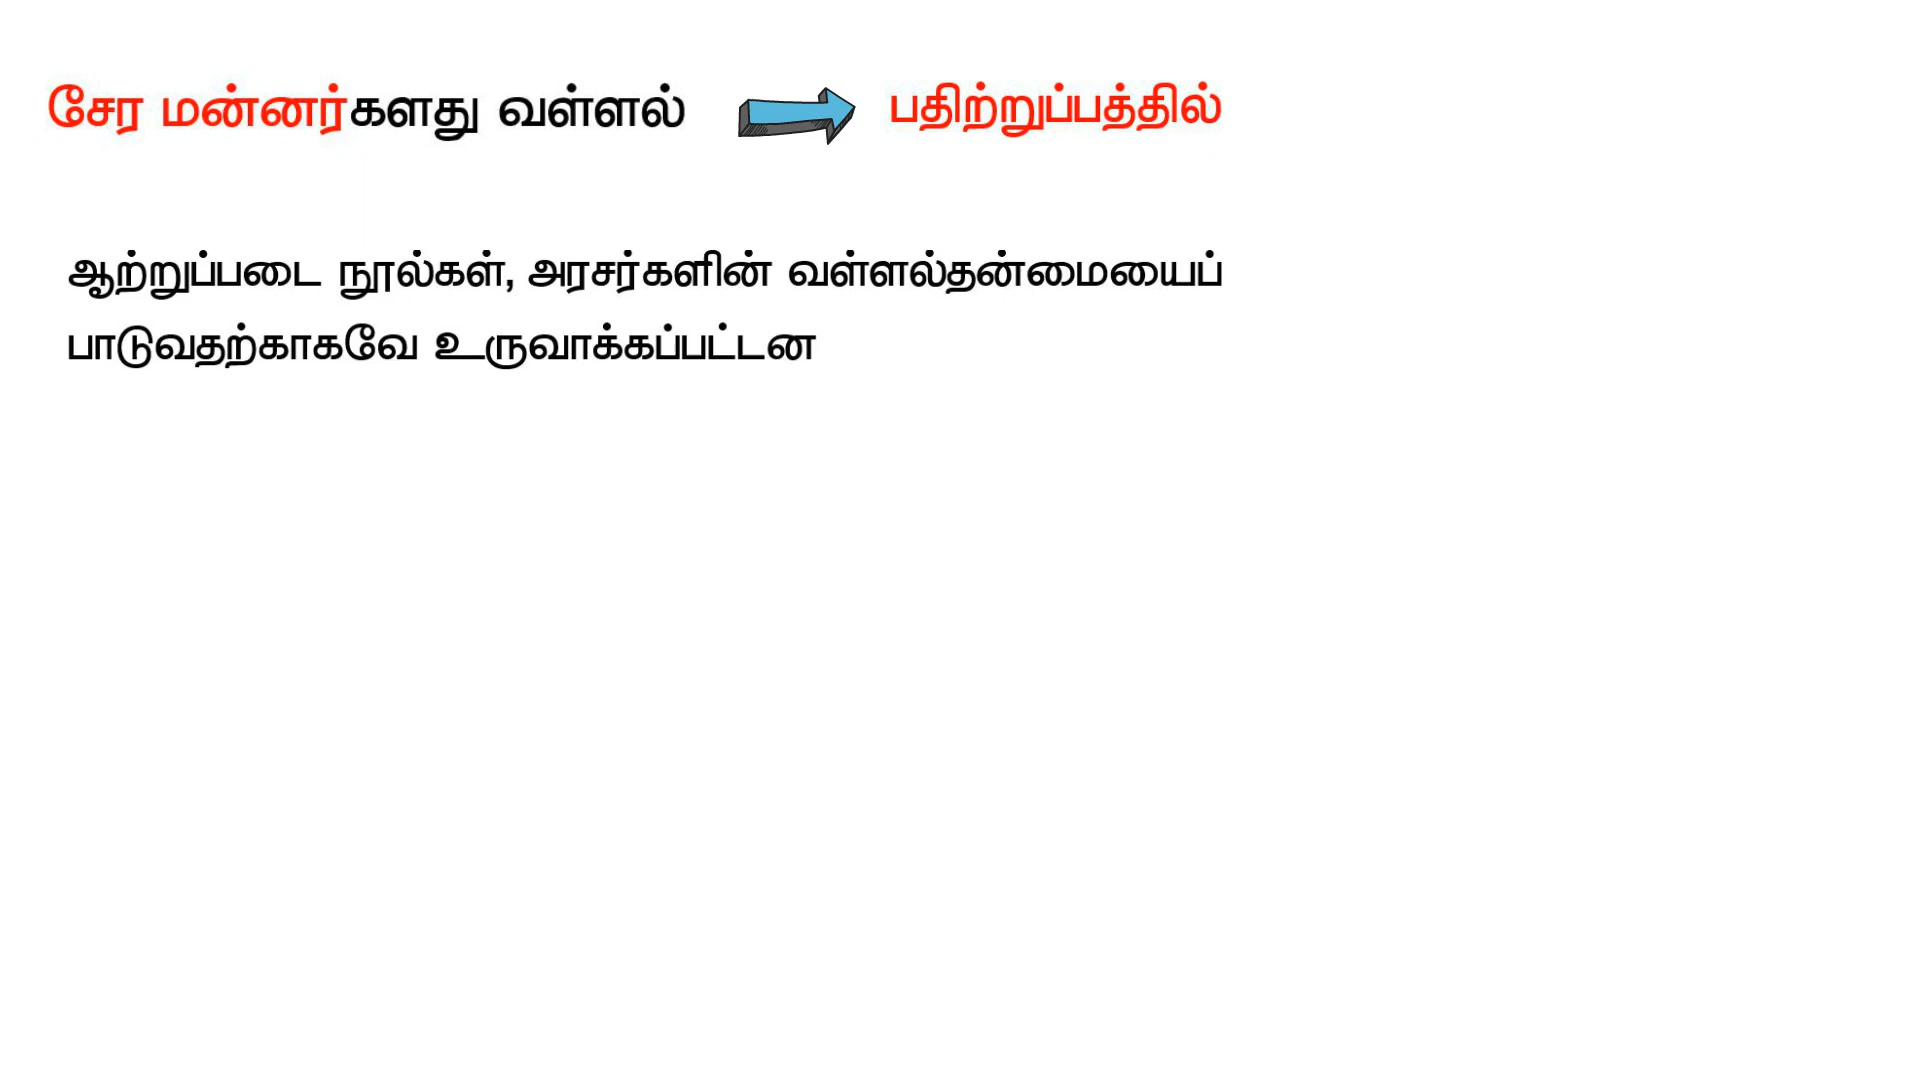 சேர மன்னர்களது வள்ளல் பதிற்றுப்பத்தில்
ஆற்றுப்படை நூல்கள், அரசர்களின் வள்ளல்தன்மையைப்
பாடுவதற்காகவே உருவாக்கப்பட்டன